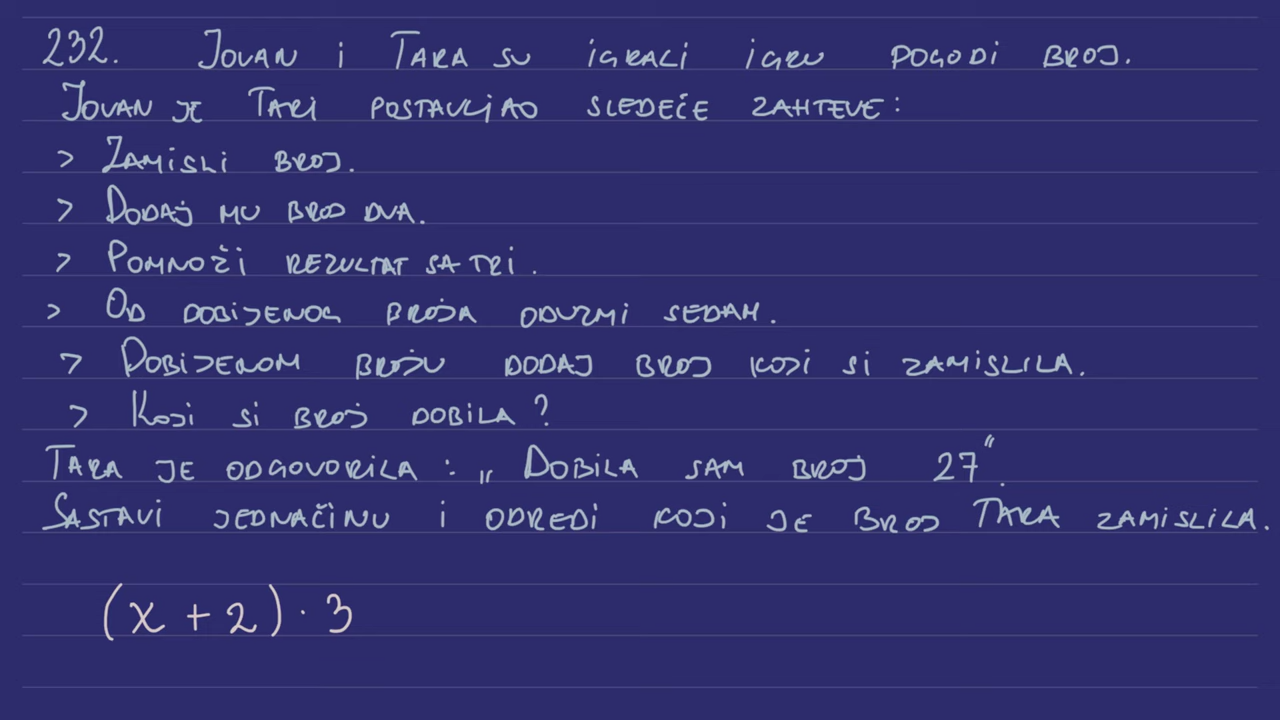 232. Jovan i Tara su igrali igru pogodi broj.
Jovan je Tari postavljao sledeće zahteve:
> Zamisli broj.
> Dodaj mu broj dva.
> Pomnoži rezultat sa tri.
> Od dobijenog broja oduzmi sedam.
> Dobijenom broju dodaj broj koji si zamislila.
> Koji si broj dobila?
Tara je odgovorila: „Dobila sam broj 27“.
Sastavi jednačinu i odredi koji je broj Tara zamislila.
(x + 2) · 3